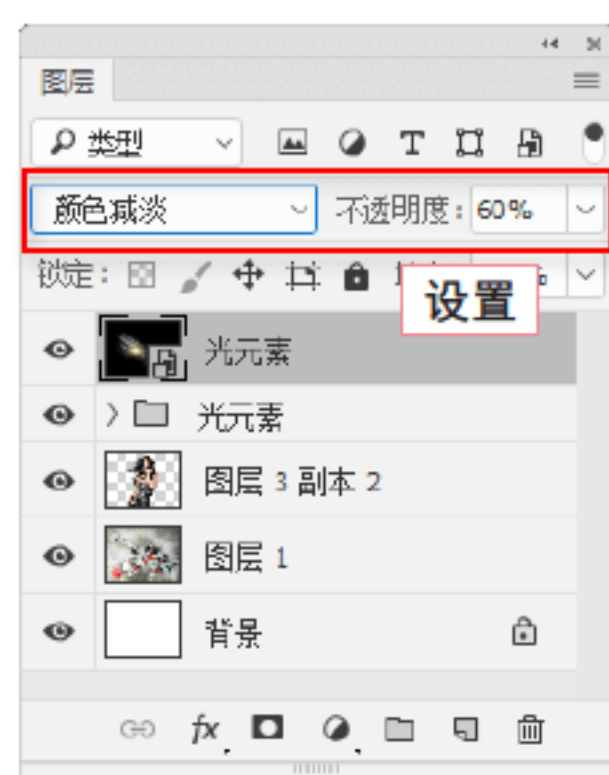 图层
类型
颜色减淡 不透明度: 60%
锁定:
设置
光元素
光元素
图层 3 副本 2
图层 1
背景
fx